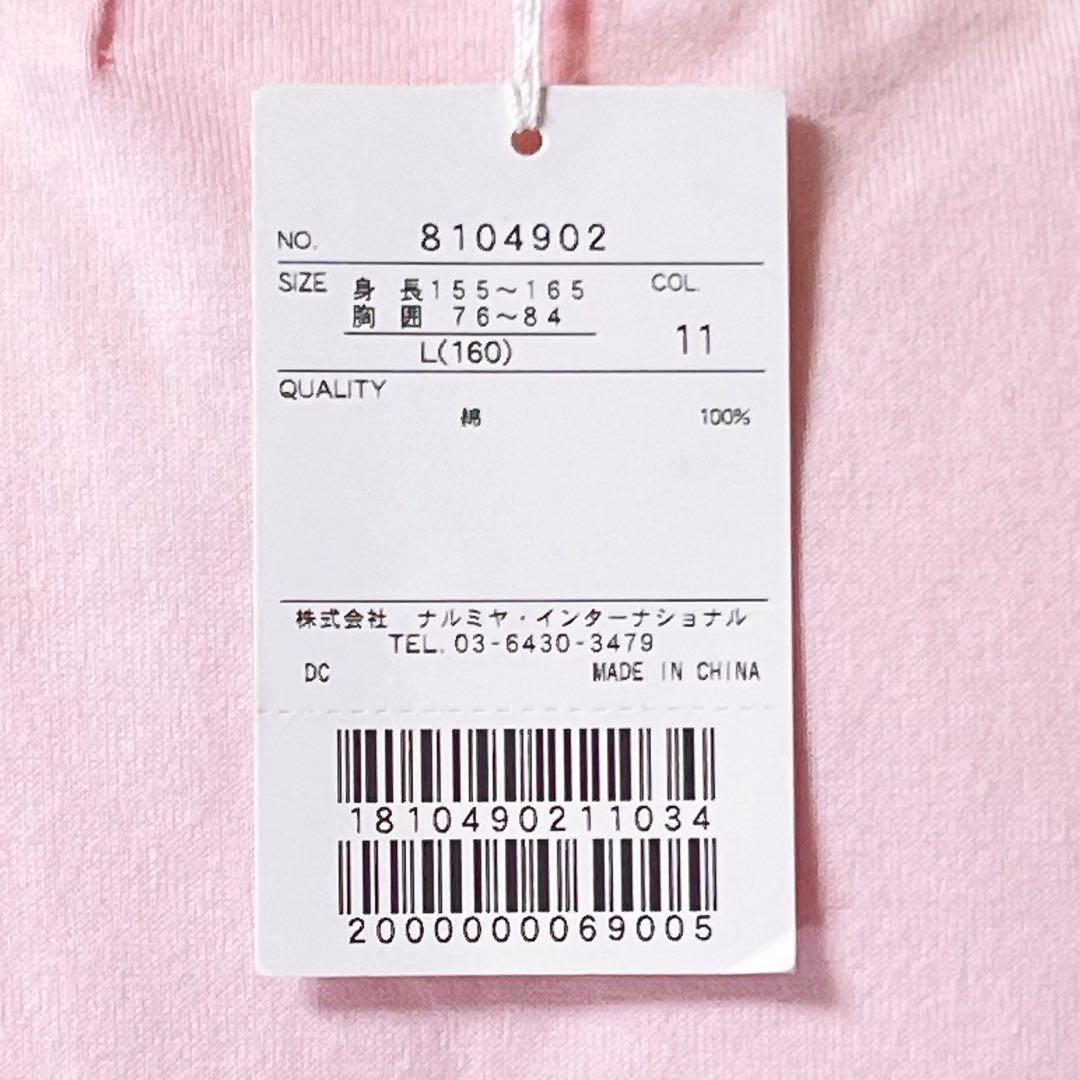 NO. 8104902
SIZE 身 長155～165 COL.
胸 囲 76～84
L(160) 11
QUALITY
綿 100%
株式会社 ナルミヤ・インターナショナル
TEL. 03-6430-3479
DC MADE IN CHINA
1810490211034
2000000069005